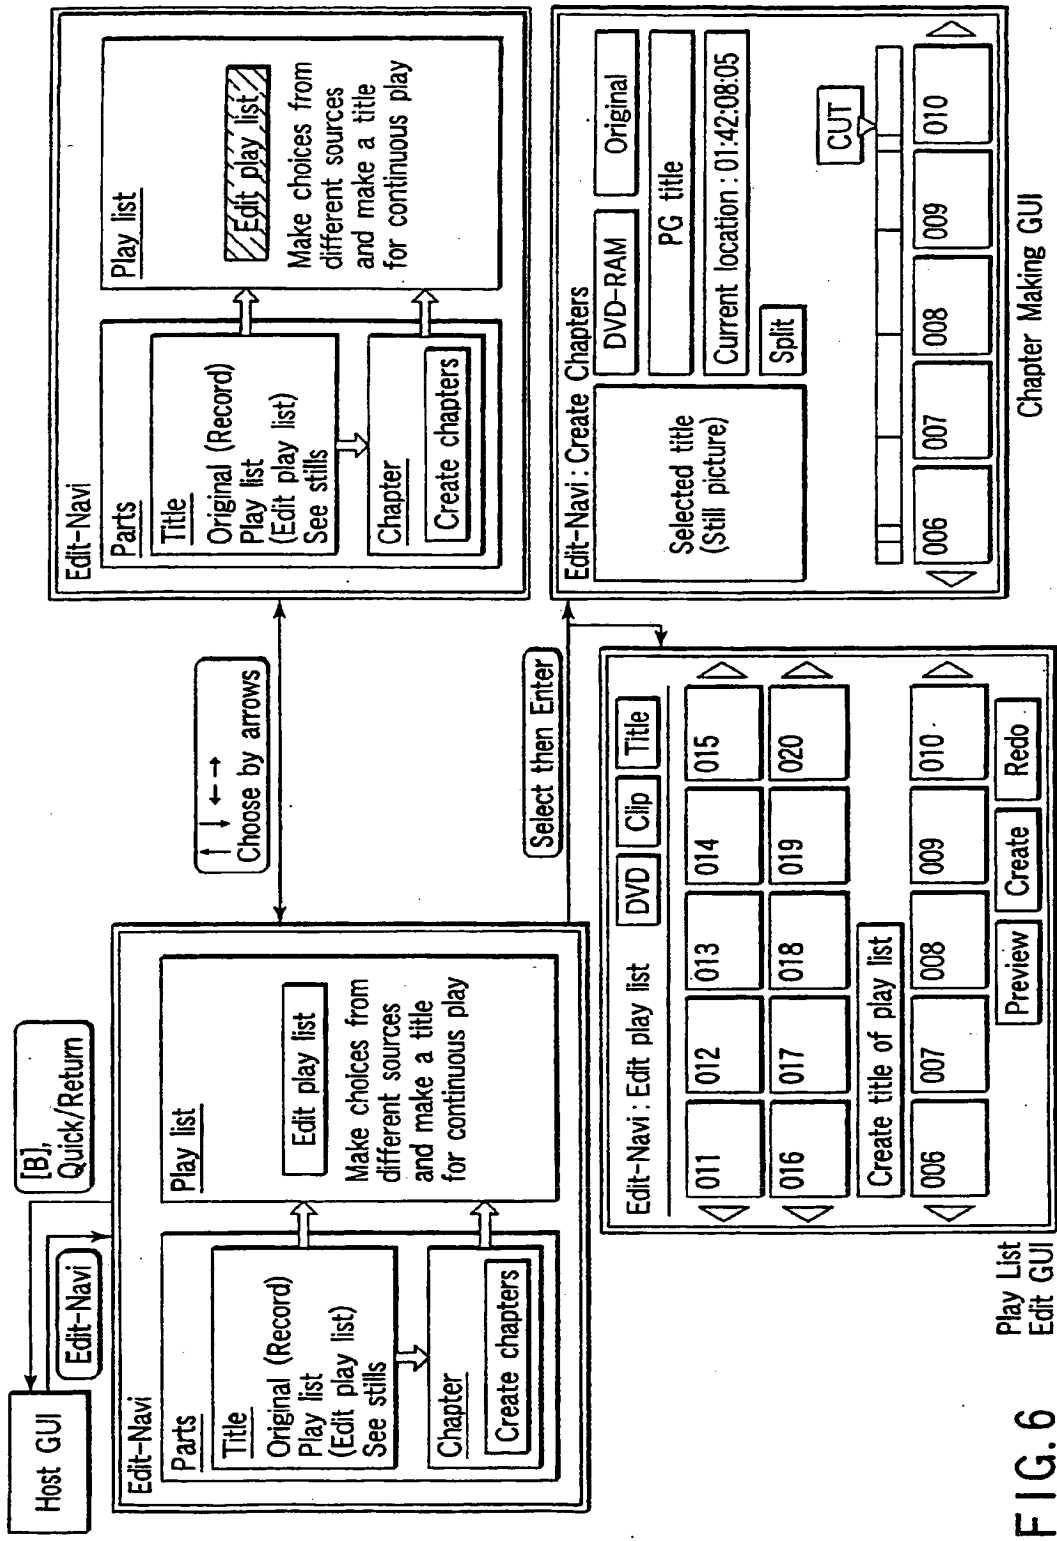 Host GUI
Edit-Navi
[B],
Quick/Return
Edit-Navi
Parts
Title
Original (Record)
Play list
(Edit play list)
See stills
Chapter
Create chapters
Play list
Edit play list
Make choices from
different sources
and make a title
for continuous play
↑ ↓ ← →
Choose by arrows
Edit-Navi
Parts
Title
Original (Record)
Play list
(Edit play list)
See stills
Chapter
Create chapters
Play list
Edit play list
Make choices from
different sources
and make a title
for continuous play
Select then Enter
Edit-Navi : Edit play list
DVD
Clip
Title
011
012
013
014
015
016
017
018
019
020
Create title of play list
006
007
008
009
010
Preview
Create
Redo
Play List
Edit GUI
Edit-Navi : Create Chapters
Selected title
(Still picture)
DVD-RAM
Original
PG title
Current location : 01:42:08:05
Split
CUT
006
007
008
009
010
Chapter Making GUI
FIG. 6